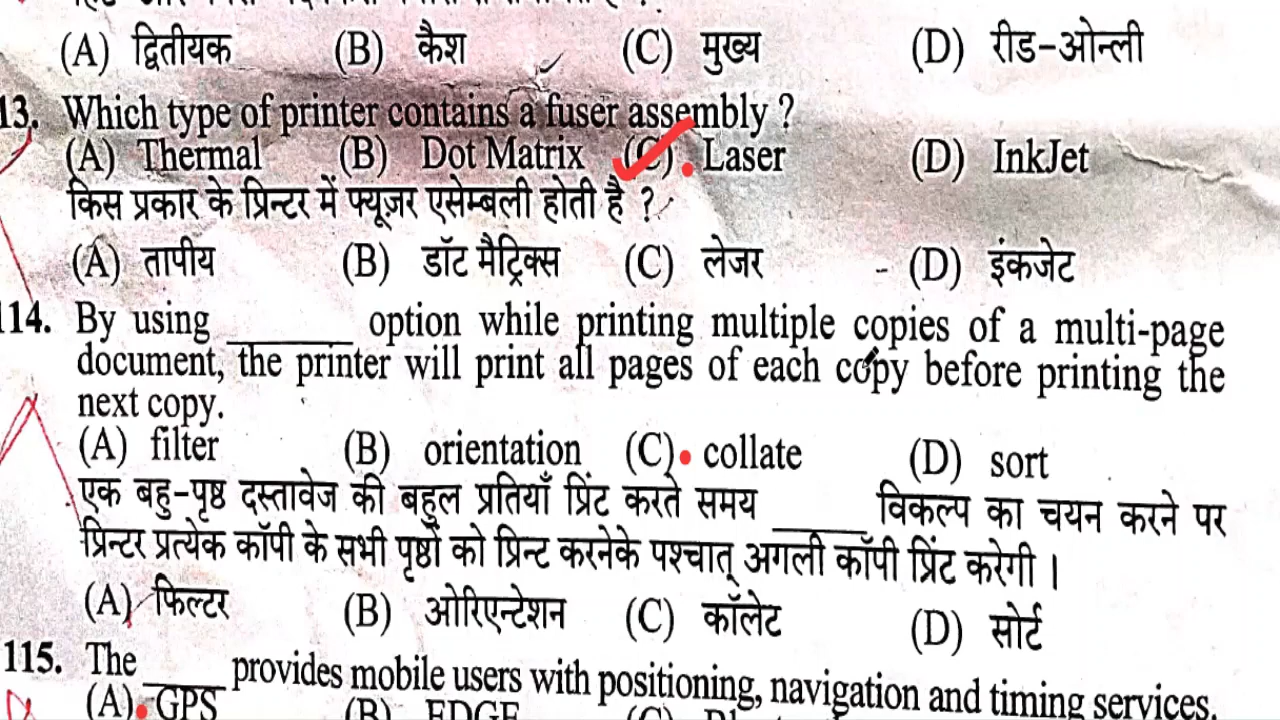 (A) द्वितीयक (B) कैश (C) मुख्य (D) रीड-ओन्ली
13. Which type of printer contains a fuser assembly ?
(A) Thermal (B) Dot Matrix (C) Laser (D) InkJet
किस प्रकार के प्रिन्टर में फ्यूज़र एसेम्बली होती है ?
(A) तापीय (B) डॉट मैट्रिक्स (C) लेजर (D) इंकजेट
114. By using ______ option while printing multiple copies of a multi-page
document, the printer will print all pages of each copy before printing the
next copy.
(A) filter (B) orientation (C) collate (D) sort
एक बहु-पृष्ठ दस्तावेज की बहुल प्रतियाँ प्रिंट करते समय ______ विकल्प का चयन करने पर
प्रिन्टर प्रत्येक कॉपी के सभी पृष्ठों को प्रिन्ट करनेके पश्चात् अगली कॉपी प्रिंट करेगी ।
(A) फिल्टर (B) ओरिएन्टेशन (C) कॉलेट (D) सोर्ट
115. The ______ provides mobile users with positioning, navigation and timing services.
(A) GPS (B) EDGE (C)